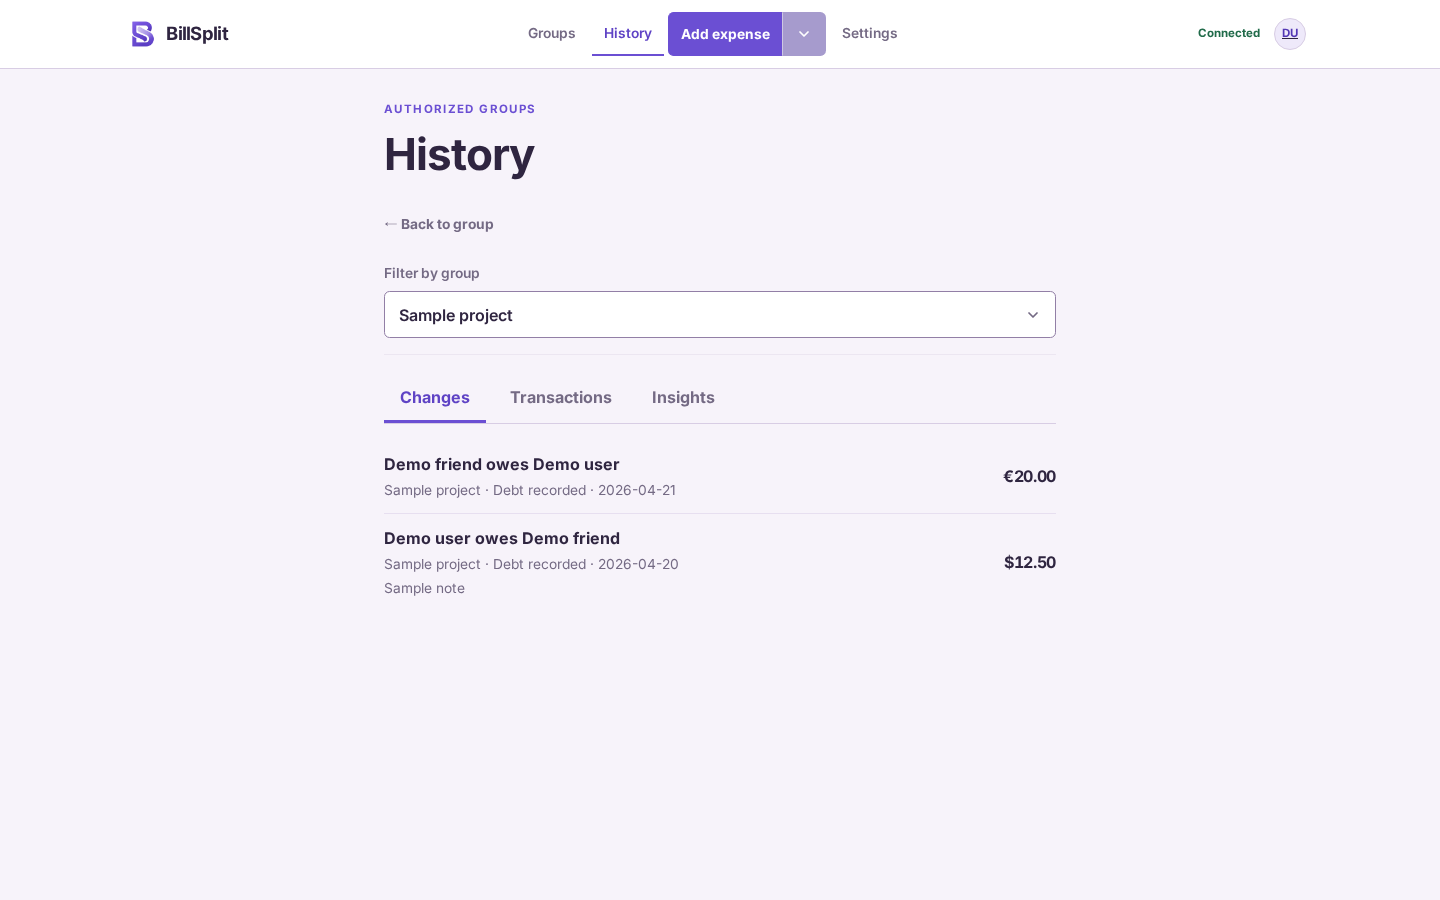 BillSplit
Groups
History
Add expense
Settings
Connected
DU
AUTHORIZED GROUPS
History
← Back to group
Filter by group
Sample project
Changes
Transactions
Insights
Demo friend owes Demo user
Sample project · Debt recorded · 2026-04-21
€20.00
Demo user owes Demo friend
Sample project · Debt recorded · 2026-04-20
Sample note
$12.50